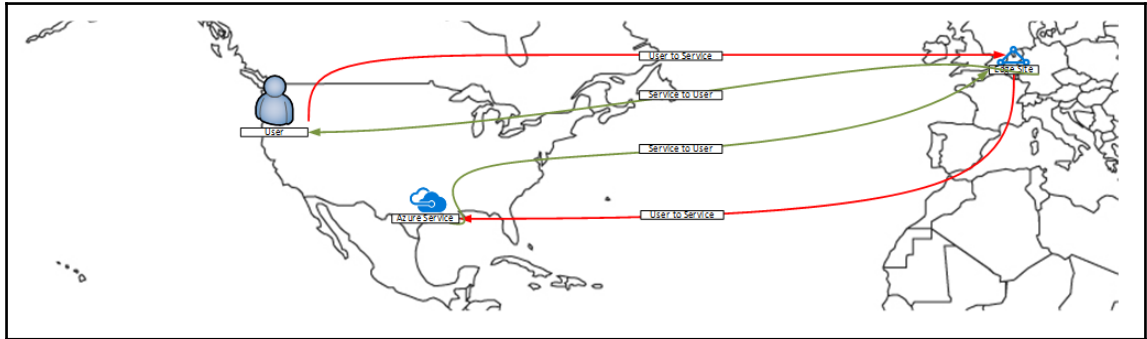 User to Service
Edge Site
Service to User
User
Service to User
Azure Service
User to Service